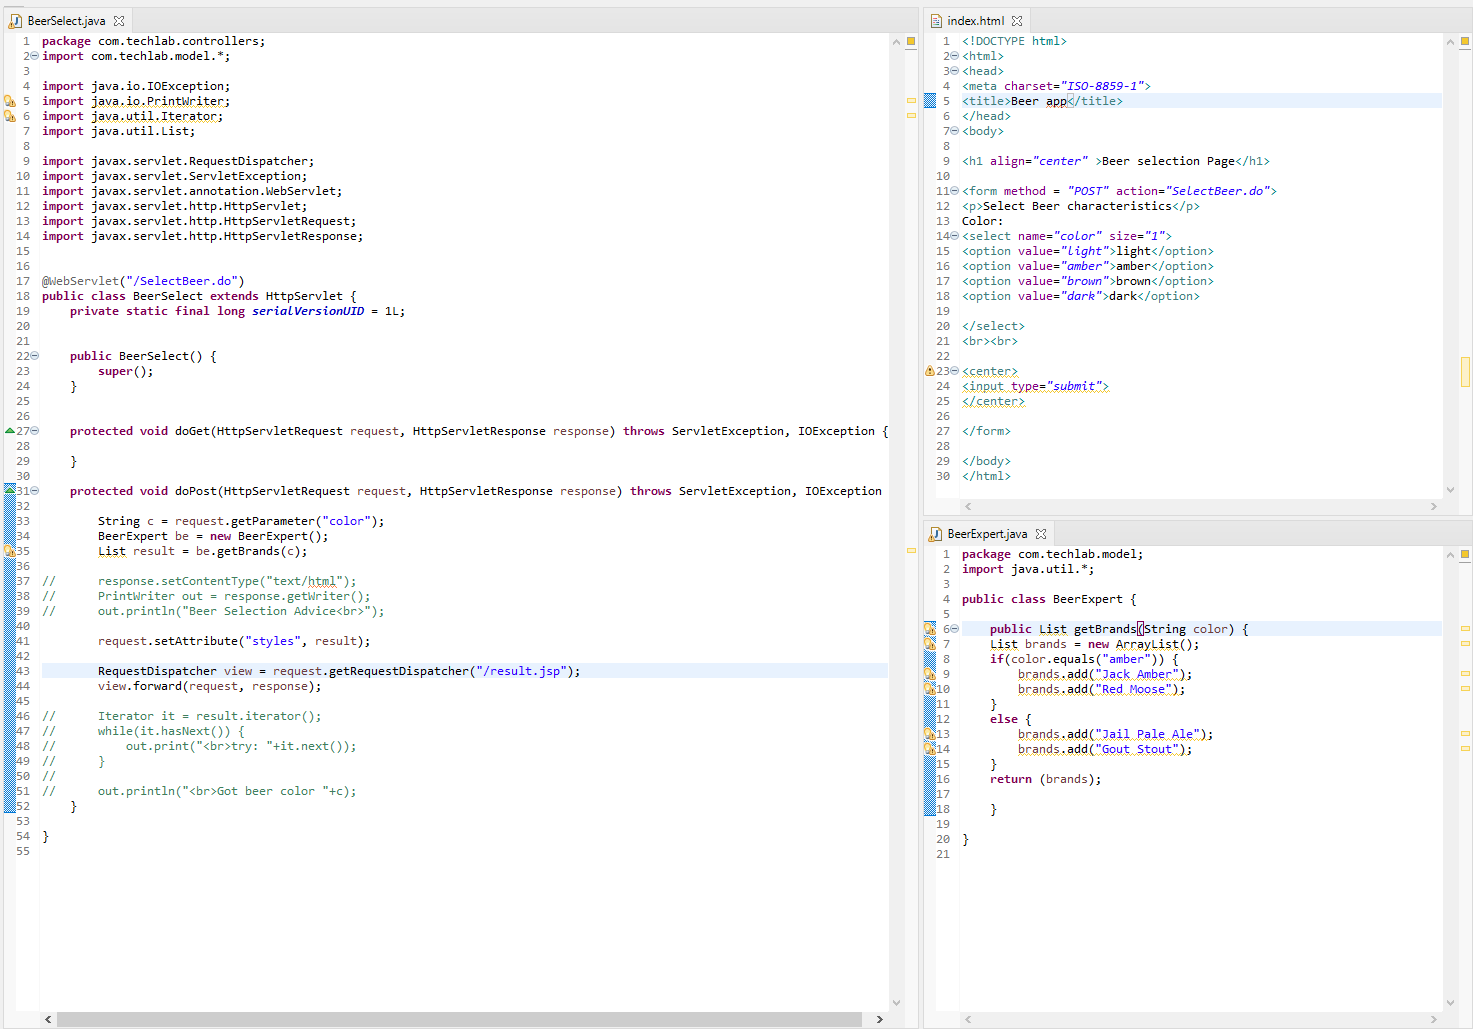 BeerSelect.java
1 package com.techlab.controllers;
2 import com.techlab.model.*;
3
4 import java.io.IOException;
5 import java.io.PrintWriter;
6 import java.util.Iterator;
7 import java.util.List;
8
9 import javax.servlet.RequestDispatcher;
10 import javax.servlet.ServletException;
11 import javax.servlet.annotation.WebServlet;
12 import javax.servlet.http.HttpServlet;
13 import javax.servlet.http.HttpServletRequest;
14 import javax.servlet.http.HttpServletResponse;
15
16
17 @WebServlet("/SelectBeer.do")
18 public class BeerSelect extends HttpServlet {
19     private static final long serialVersionUID = 1L;
20
21
22     public BeerSelect() {
23         super();
24     }
25
26
27     protected void doGet(HttpServletRequest request, HttpServletResponse response) throws ServletException, IOException {
28
29     }
30
31     protected void doPost(HttpServletRequest request, HttpServletResponse response) throws ServletException, IOException
32
33         String c = request.getParameter("color");
34         BeerExpert be = new BeerExpert();
35         List result = be.getBrands(c);
36
37 //      response.setContentType("text/html");
38 //      PrintWriter out = response.getWriter();
39 //      out.println("Beer Selection Advice<br>");
40
41         request.setAttribute("styles", result);
42
43         RequestDispatcher view = request.getRequestDispatcher("/result.jsp");
44         view.forward(request, response);
45
46 //      Iterator it = result.iterator();
47 //      while(it.hasNext()) {
48 //          out.print("<br>try: "+it.next());
49 //      }
50 //
51 //      out.println("<br>Got beer color "+c);
52     }
53
54 }
55
index.html
1 <!DOCTYPE html>
2 <html>
3 <head>
4 <meta charset="ISO-8859-1">
5 <title>Beer app</title>
6 </head>
7 <body>
8
9 <h1 align="center" >Beer selection Page</h1>
10
11 <form method = "POST" action="SelectBeer.do">
12 <p>Select Beer characteristics</p>
13 Color:
14 <select name="color" size="1">
15 <option value="light">light</option>
16 <option value="amber">amber</option>
17 <option value="brown">brown</option>
18 <option value="dark">dark</option>
19
20 </select>
21 <br><br>
22
23 <center>
24 <input type="submit">
25 </center>
26
27 </form>
28
29 </body>
30 </html>
BeerExpert.java
1 package com.techlab.model;
2 import java.util.*;
3
4 public class BeerExpert {
5
6     public List getBrands(String color) {
7     List brands = new ArrayList();
8     if(color.equals("amber")) {
9         brands.add("Jack Amber");
10         brands.add("Red Moose");
11     }
12     else {
13         brands.add("Jail Pale Ale");
14         brands.add("Gout Stout");
15     }
16     return (brands);
17
18     }
19
20 }
21